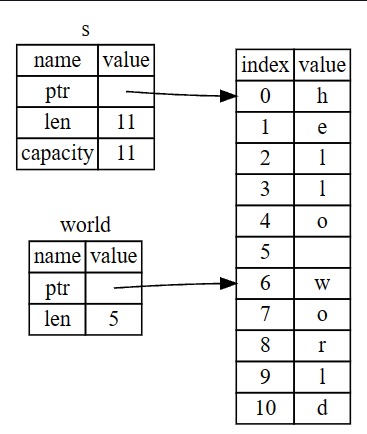 s
name value
ptr
len 11
capacity 11
world
name value
ptr
len 5
index value
0 h
1 e
2 l
3 l
4 o
5
6 w
7 o
8 r
9 l
10 d